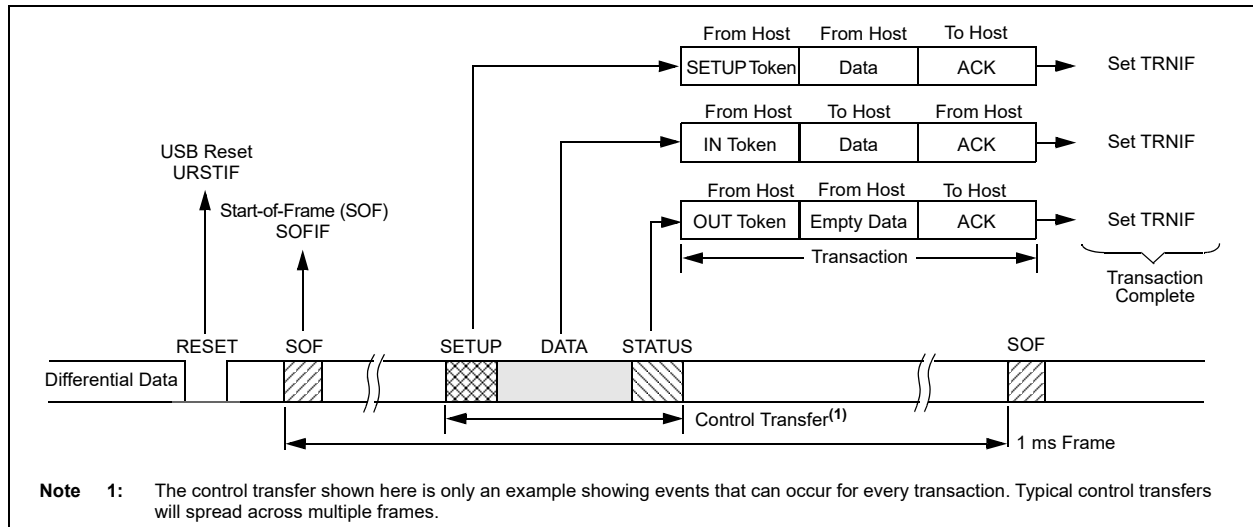 From Host From Host To Host
SETUP Token Data ACK Set TRNIF
From Host To Host From Host
IN Token Data ACK Set TRNIF
USB Reset
URSTIF
From Host From Host To Host
Start-of-Frame (SOF)
SOFIF
OUT Token Empty Data ACK Set TRNIF
Transaction
Transaction
Complete
RESET SOF SETUP DATA STATUS SOF
Differential Data
Control Transfer(1)
1 ms Frame
Note 1: The control transfer shown here is only an example showing events that can occur for every transaction. Typical control transfers
will spread across multiple frames.